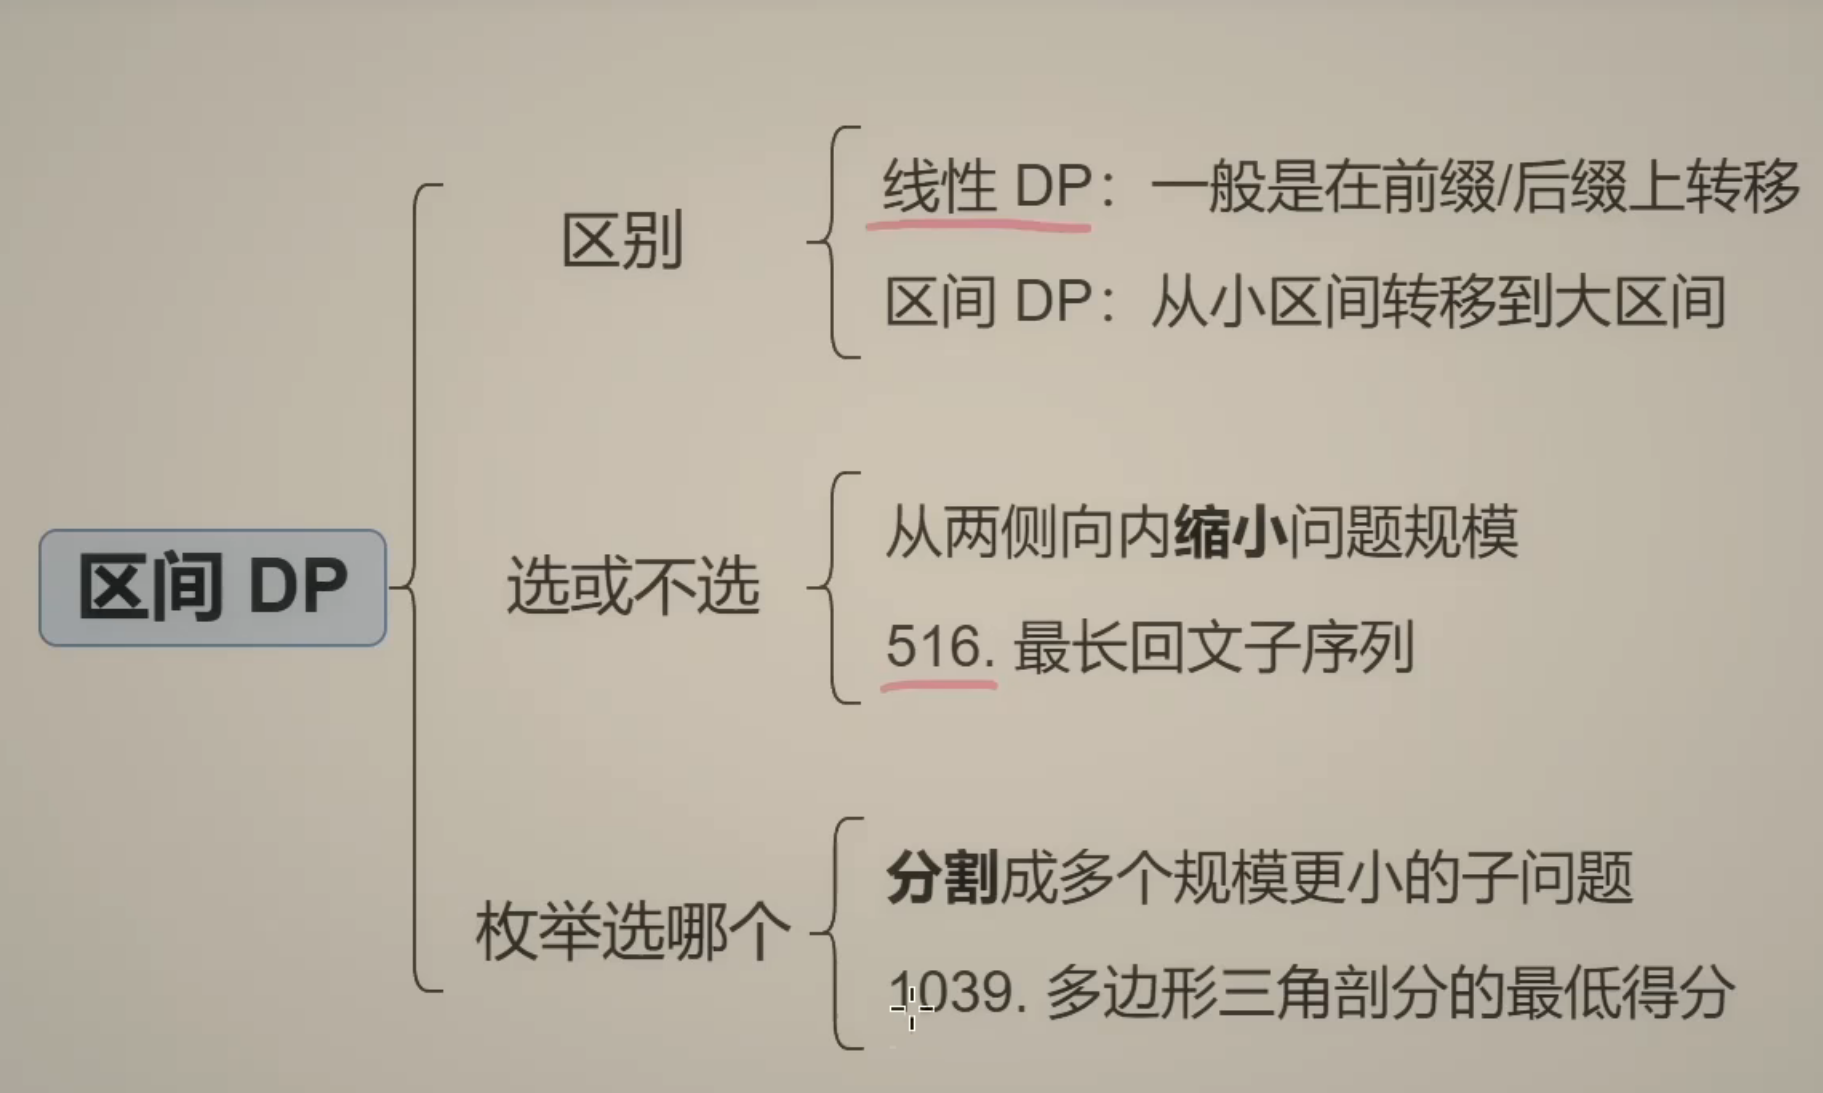 区间 DP
区别
线性 DP：一般是在前缀/后缀上转移
区间 DP：从小区间转移到大区间
选或不选
从两侧向内缩小问题规模
516. 最长回文子序列
枚举选哪个
分割成多个规模更小的子问题
1039. 多边形三角剖分的最低得分